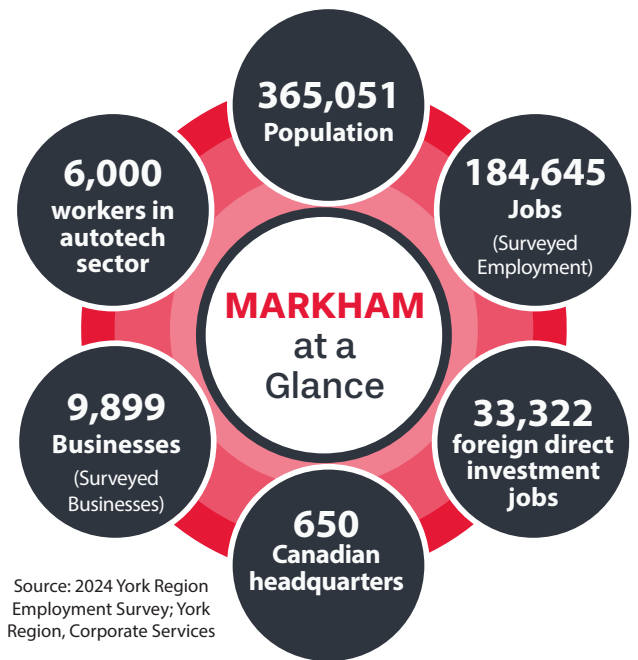 365,051
Population
184,645
Jobs
(Surveyed
Employment)
33,322
foreign direct
investment
jobs
650
Canadian
headquarters
9,899
Businesses
(Surveyed
Businesses)
6,000
workers in
autotech
sector
MARKHAM
at a
Glance
Source: 2024 York Region
Employment Survey; York
Region, Corporate Services